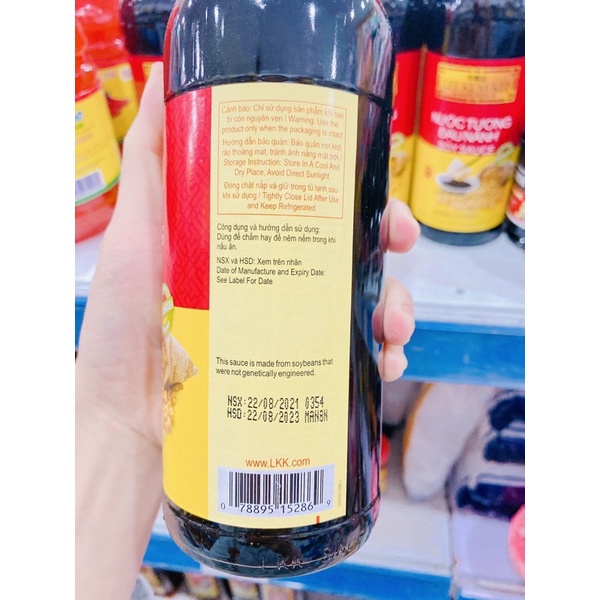 Cảnh báo: Chỉ sử dụng sản phẩm khi bao
bì còn nguyên vẹn / Warning: Use the
product only when the packaging is intact
Hướng dẫn bảo quản: Bảo quản nơi khô
ráo thoáng mát, tránh ánh nắng mặt trời /
Storage Instruction: Store In A Cool And
Dry Place, Avoid Direct Sunlight
Đóng chặt nắp và giữ trong tủ lạnh sau
khi sử dụng / Tightly Close Lid After Use
and Keep Refrigerated
Công dụng và hướng dẫn sử dụng:
Dùng để chấm hay để nêm nếm trong khi
nấu ăn.
NSX và HSD: Xem trên nhãn
Date of Manufacture and Expiry Date:
See Label For Date
This sauce is made from soybeans that
were not genetically engineered.
NSX:22/08/2021 0354
HSD:22/08/2023 MANSN
www.LKK.com
0 78895 15286 9
NƯỚC TƯƠNG
ĐẬU NÀNH
SOY SAUCE